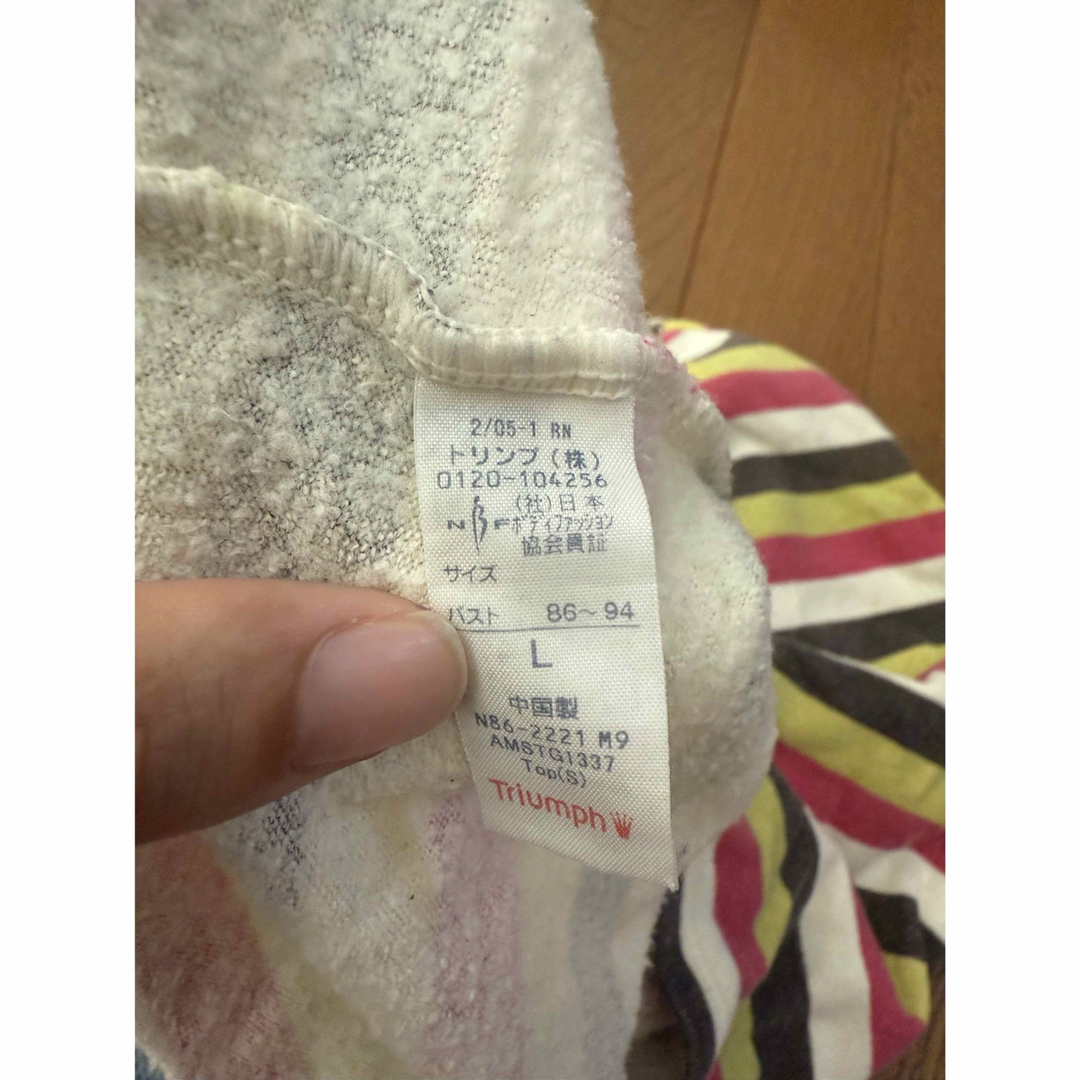 2/05-1 RN
トリンプ(株)
0120-104256
(社)日本
NBF ボディファッション
協会員証
サイズ
バスト 86~94
L
中国製
N86-2221 M9
AMSTG1337
Top(S)
Triumph